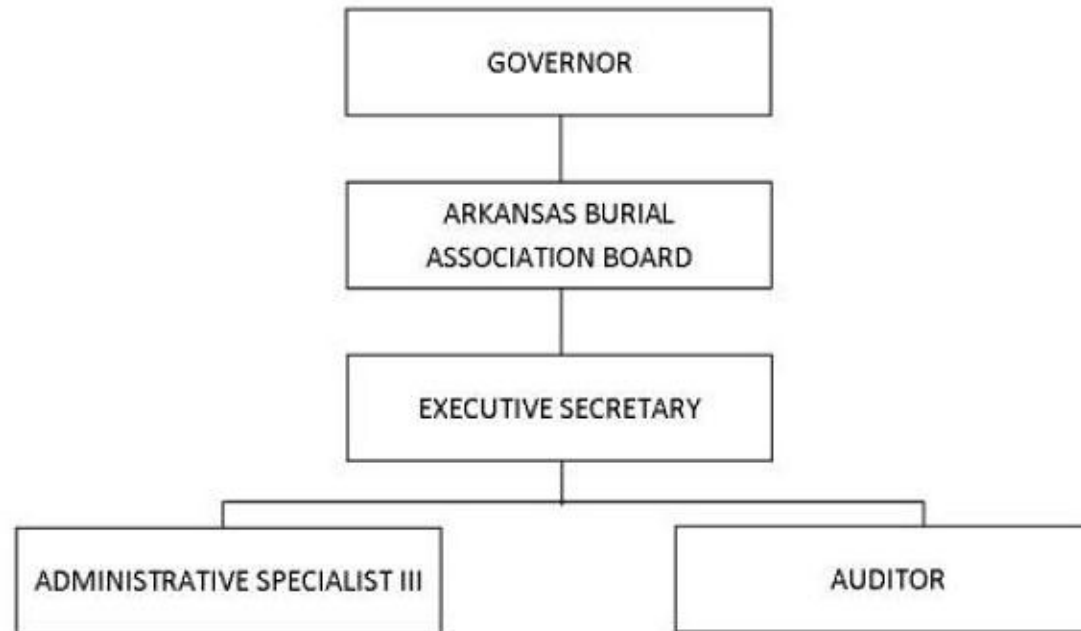 GOVERNOR
ARKANSAS BURIAL
ASSOCIATION BOARD
EXECUTIVE SECRETARY
ADMINISTRATIVE SPECIALIST III
AUDITOR